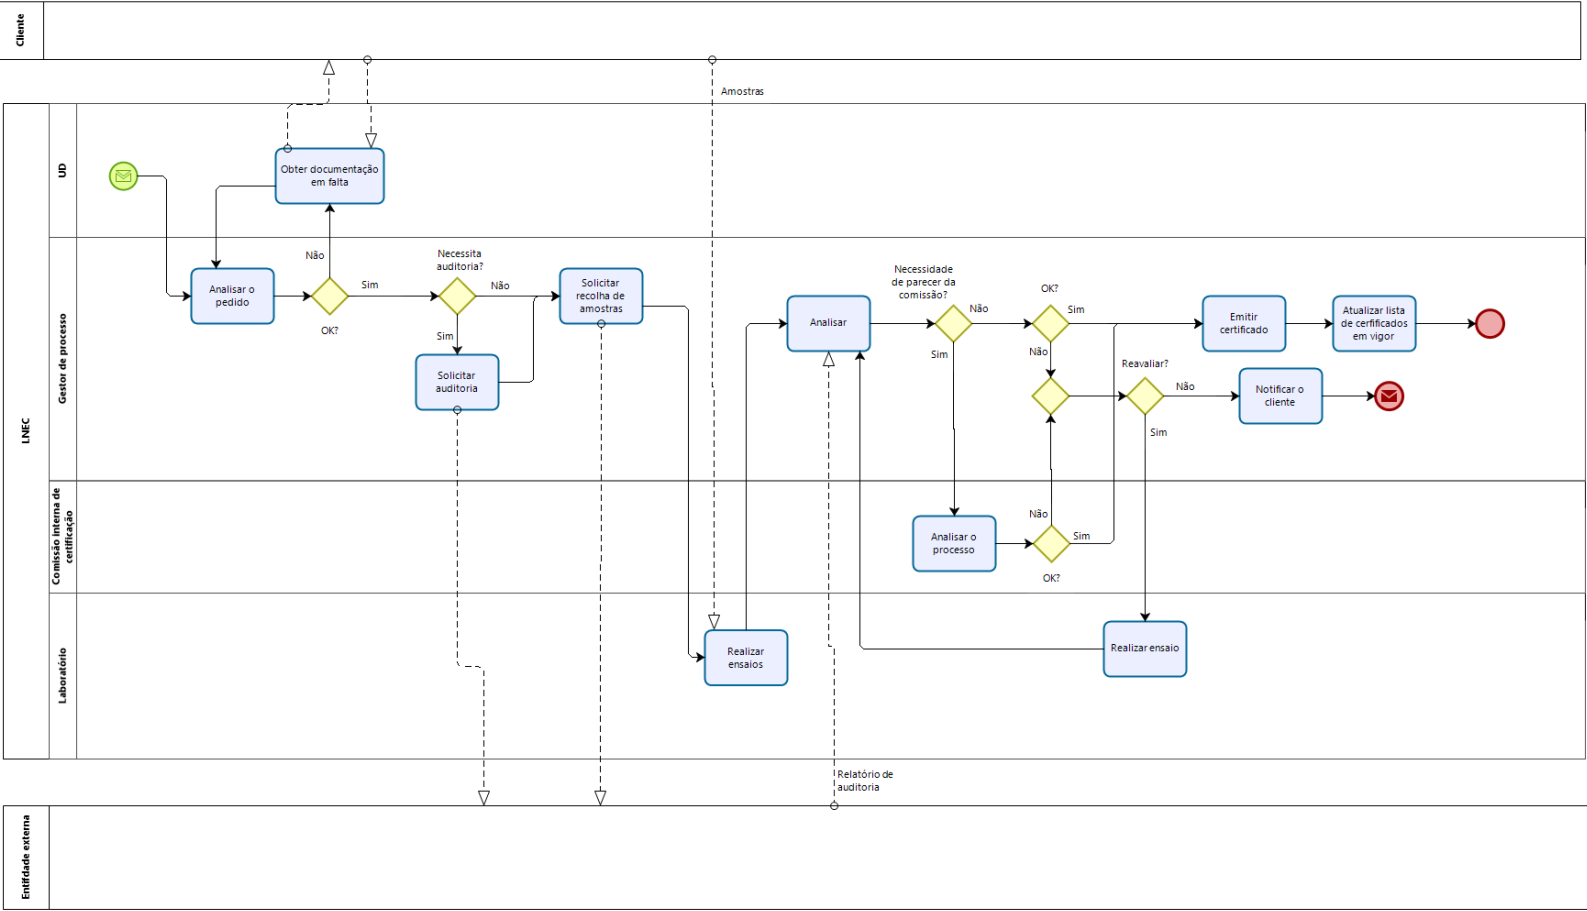 Cliente
Amostras
LNEC
UD
Obter documentação
em falta
Gestor de processo
Não
Analisar o
pedido
OK?
Sim
Necessita
auditoria?
Não
Sim
Solicitar
auditoria
Solicitar
recolha de
amostras
Analisar
Necessidade
de parecer da
comissão?
Não
Sim
OK?
Sim
Não
Reavaliar?
Não
Sim
Emitir
certificado
Atualizar lista
de cerfificados
em vigor
Notificar o
cliente
Comissão interna de
certificação
Analisar o
processo
Não
Sim
OK?
Laboratório
Realizar
ensaios
Realizar ensaio
Relatório de
auditoria
Entifdade externa